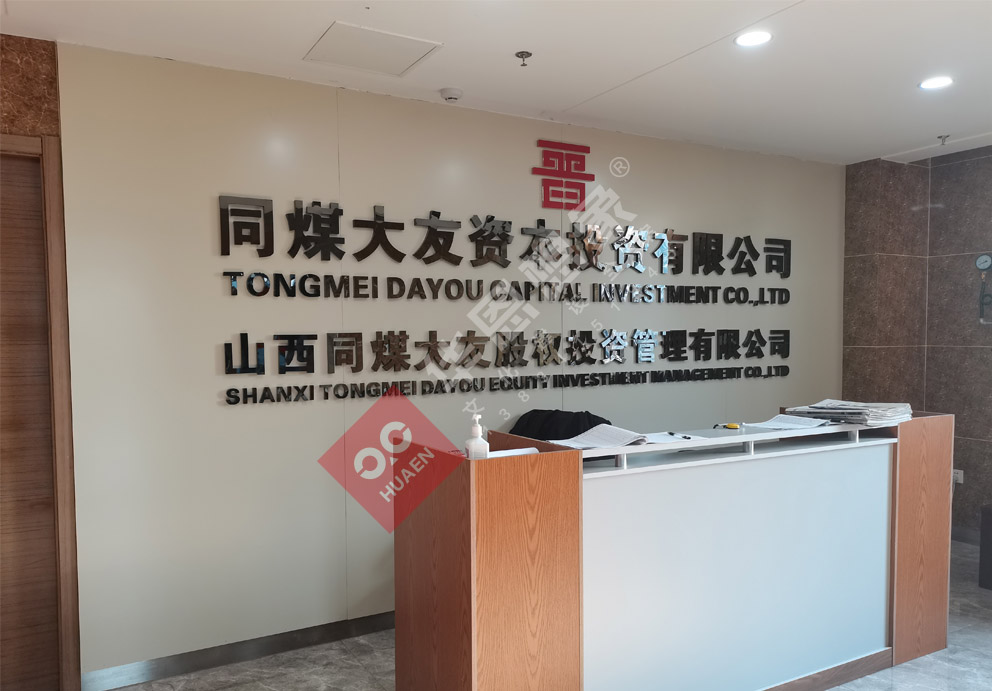 晋
同煤大友资本投资有限公司
TONGMEI DAYOU CAPITAL INVESTMENT CO.,LTD
山西同煤大友股权投资管理有限公司
SHANXI TONGMEI DAYOU EQUITY INVESTMENT MANAGEMENT CO.,LTD
HUAEN
®